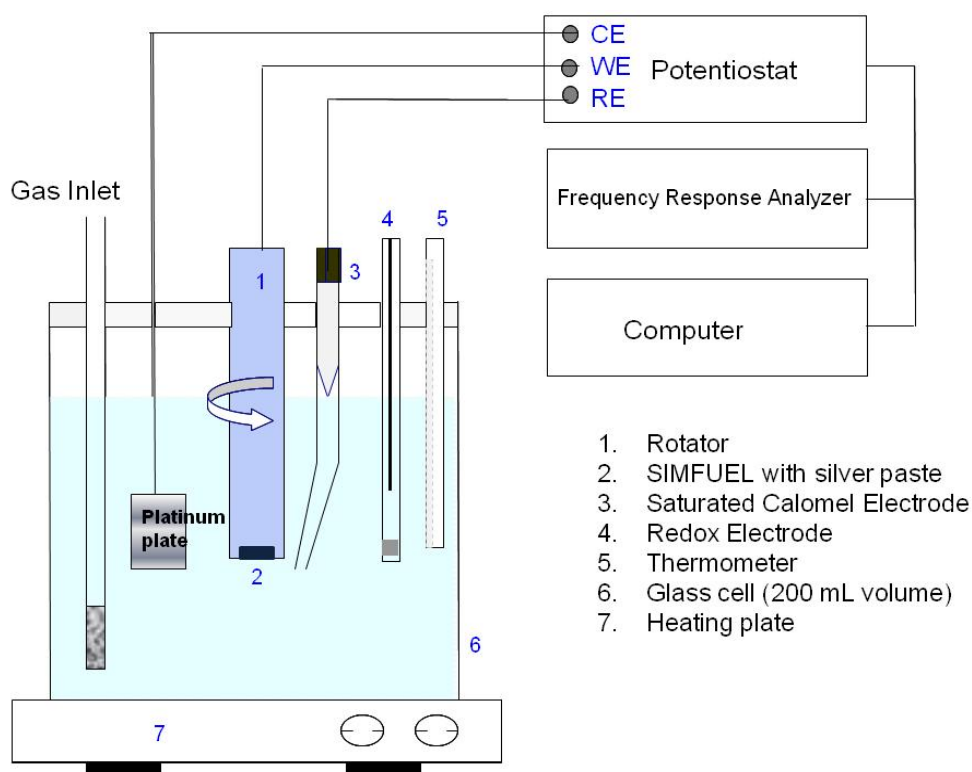 CE
WE
RE
Potentiostat
Gas Inlet
Frequency Response Analyzer
4
5
1
3
Computer
Platinum
plate
2
6
7
1. Rotator
2. SIMFUEL with silver paste
3. Saturated Calomel Electrode
4. Redox Electrode
5. Thermometer
6. Glass cell (200 mL volume)
7. Heating plate